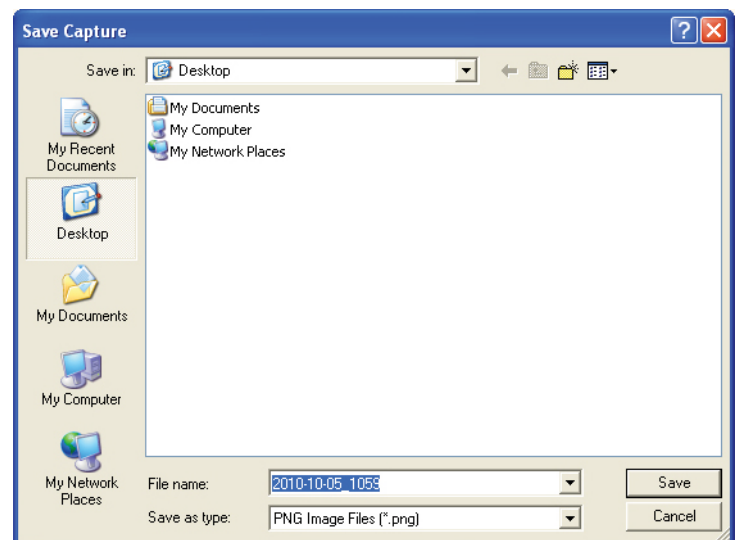 Save Capture
Save in: Desktop
My Documents
My Computer
My Network Places
My Recent
Documents
Desktop
My Documents
My Computer
My Network
Places
File name: 2010-10-05_1059 Save
Save as type: PNG Image Files (*.png) Cancel